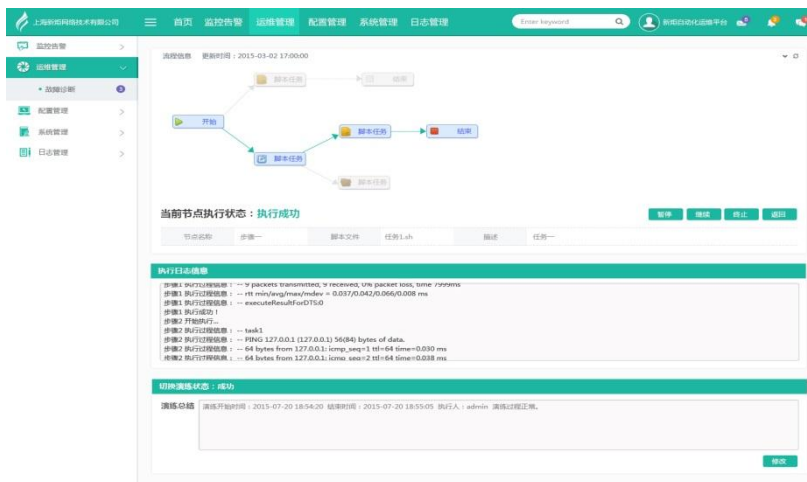 上海新炬网络技术有限公司
首页 监控告警 运维管理 配置管理 系统管理 日志管理
Enter keyword
新炬自动化运维平台
监控告警
运维管理
故障诊断 3
配置管理
系统管理
日志管理
流程信息 更新时间：2015-03-02 17:00:00
脚本任务 结束
开始
脚本任务 结束
脚本任务
脚本任务
当前节点执行状态：执行成功
暂停 继续 终止 返回
节点名称 步骤一 脚本文件 任务1.sh 描述 任务一
执行日志信息
步骤1 执行过程信息： -- 9 packets transmitted, 9 received, 0% packet loss, time 7999ms
步骤1 执行过程信息： -- rtt min/avg/max/mdev = 0.037/0.042/0.066/0.008 ms
步骤1 执行过程信息： -- executeResultForDTS:0
步骤1 执行成功！
步骤2 开始执行...
步骤2 执行过程信息： -- task1
步骤2 执行过程信息： -- PING 127.0.0.1 (127.0.0.1) 56(84) bytes of data.
步骤2 执行过程信息： -- 64 bytes from 127.0.0.1: icmp_seq=1 ttl=64 time=0.030 ms
步骤2 执行过程信息： -- 64 bytes from 127.0.0.1: icmp_seq=2 ttl=64 time=0.038 ms
切换演练状态：成功
演练总结 演练开始时间：2015-07-20 18:54:20 结束时间：2015-07-20 18:55:05 执行人：admin 演练过程正常。
修改